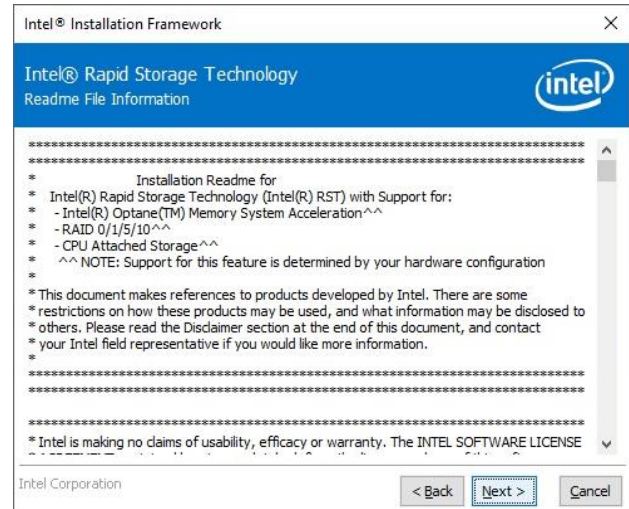 Intel® Installation Framework
Intel® Rapid Storage Technology
Readme File Information
intel
*******************************************************************************
*******************************************************************************
* Installation Readme for
* Intel(R) Rapid Storage Technology (Intel(R) RST) with Support for:
* - Intel(R) Optane(TM) Memory System Acceleration^^
* - RAID 0/1/5/10^^
* - CPU Attached Storage^^
* ^^ NOTE: Support for this feature is determined by your hardware configuration
*
* This document makes references to products developed by Intel. There are some
* restrictions on how these products may be used, and what information may be disclosed to
* others. Please read the Disclaimer section at the end of this document, and contact
* your Intel field representative if you would like more information.
*
*******************************************************************************
*******************************************************************************
*******************************************************************************
* Intel is making no claims of usability, efficacy or warranty. The INTEL SOFTWARE LICENSE
Intel Corporation
< Back
Next >
Cancel